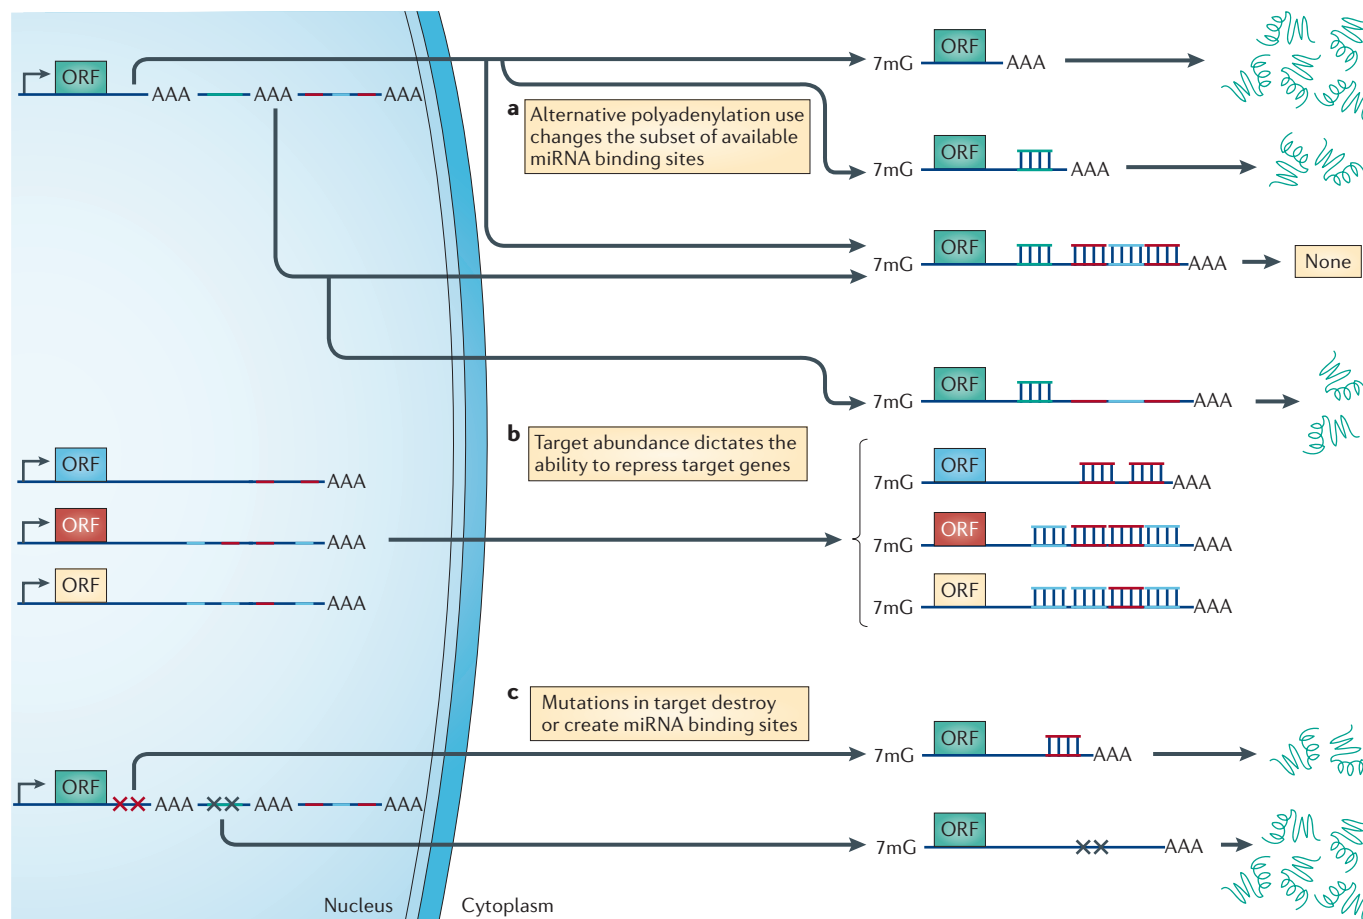 ORF
AAA
AAA
AAA
7mG
ORF
AAA
a
Alternative polyadenylation use
changes the subset of available
miRNA binding sites
7mG
ORF
AAA
7mG
ORF
AAA
None
7mG
ORF
AAA
b
Target abundance dictates the
ability to repress target genes
ORF
AAA
ORF
AAA
ORF
AAA
7mG
ORF
AAA
7mG
ORF
AAA
7mG
ORF
AAA
c
Mutations in target destroy
or create miRNA binding sites
ORF
AAA
AAA
AAA
7mG
ORF
AAA
7mG
ORF
AAA
Nucleus
Cytoplasm